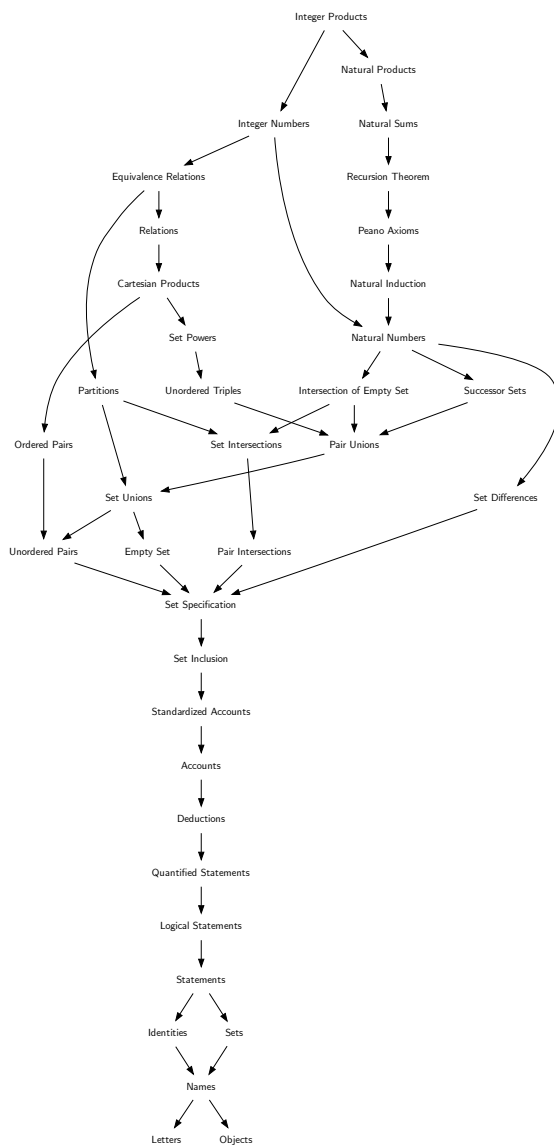 Integer Products
Natural Products
Integer Numbers
Natural Sums
Equivalence Relations
Recursion Theorem
Relations
Peano Axioms
Cartesian Products
Natural Induction
Set Powers
Natural Numbers
Partitions
Unordered Triples
Intersection of Empty Set
Successor Sets
Ordered Pairs
Set Intersections
Pair Unions
Set Unions
Set Differences
Unordered Pairs
Empty Set
Pair Intersections
Set Specification
Set Inclusion
Standardized Accounts
Accounts
Deductions
Quantified Statements
Logical Statements
Statements
Identities
Sets
Names
Letters
Objects